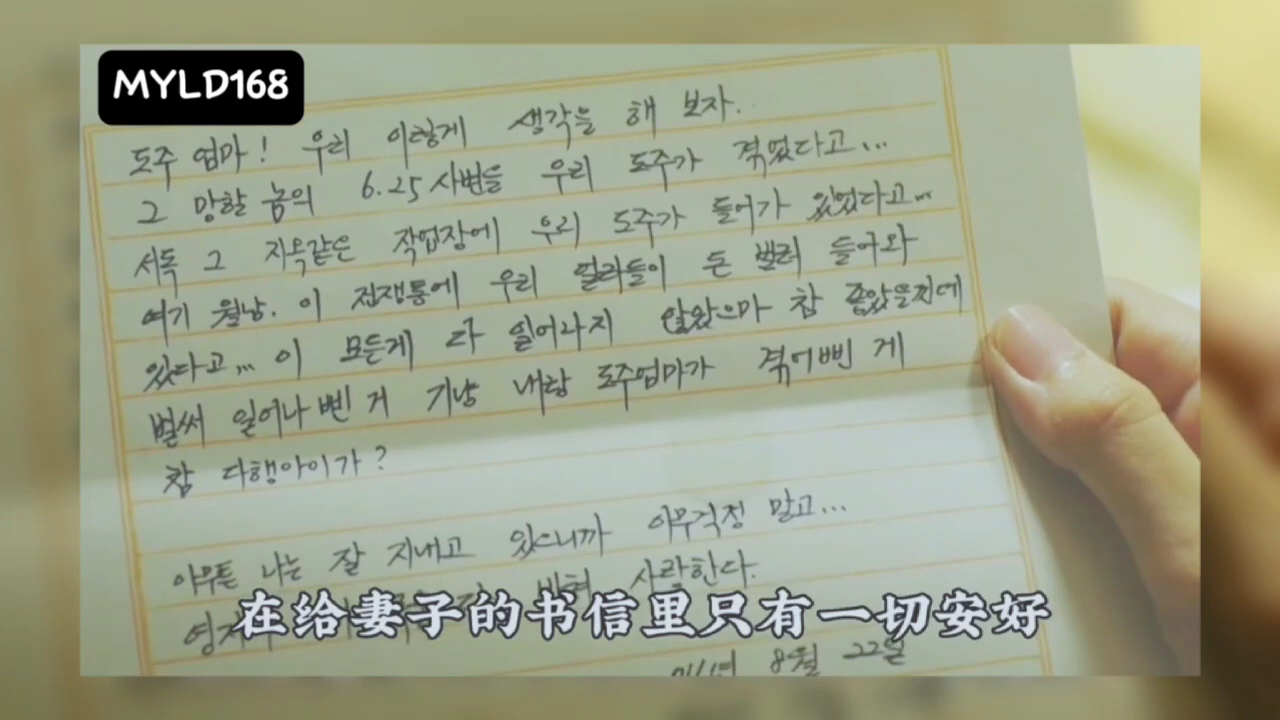 MYLD168
도주 엄마! 우리 이렇게 생각을 해 보자.
그 망할 놈의 6.25 사변을 우리 도주가 겪었다고...
서독 그 지옥같은 작업장에 우리 도주가 들어가 있었다고...
여기 월남. 이 전쟁통에 우리 얼라들이 돈 벌러 들어와
있다고... 이 모든게 다 일어나지 않았으마 참 좋았을낀데
벌써 일어나 삔 거 기냥 내랑 도주엄마가 겪어삔 게
참 다행아이가?
아무튼 나는 잘 지내고 있으니까 아무걱정 말고...
사랑한다.
在给妻子的书信里只有一切安好
8월 22일